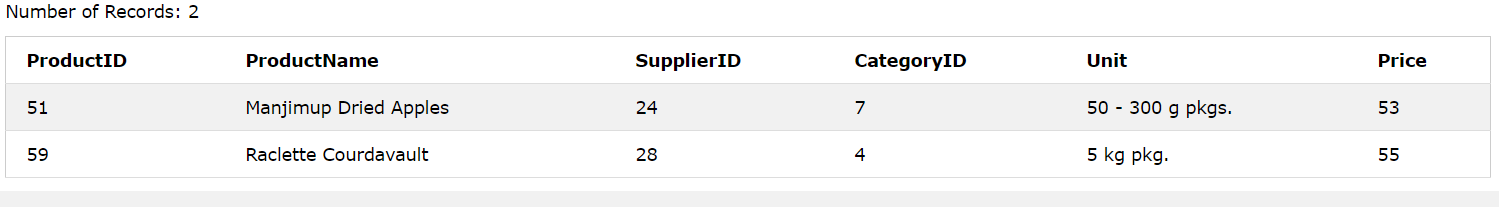 Number of Records: 2
ProductID ProductName SupplierID CategoryID Unit Price
51 Manjimup Dried Apples 24 7 50 - 300 g pkgs. 53
59 Raclette Courdavault 28 4 5 kg pkg. 55